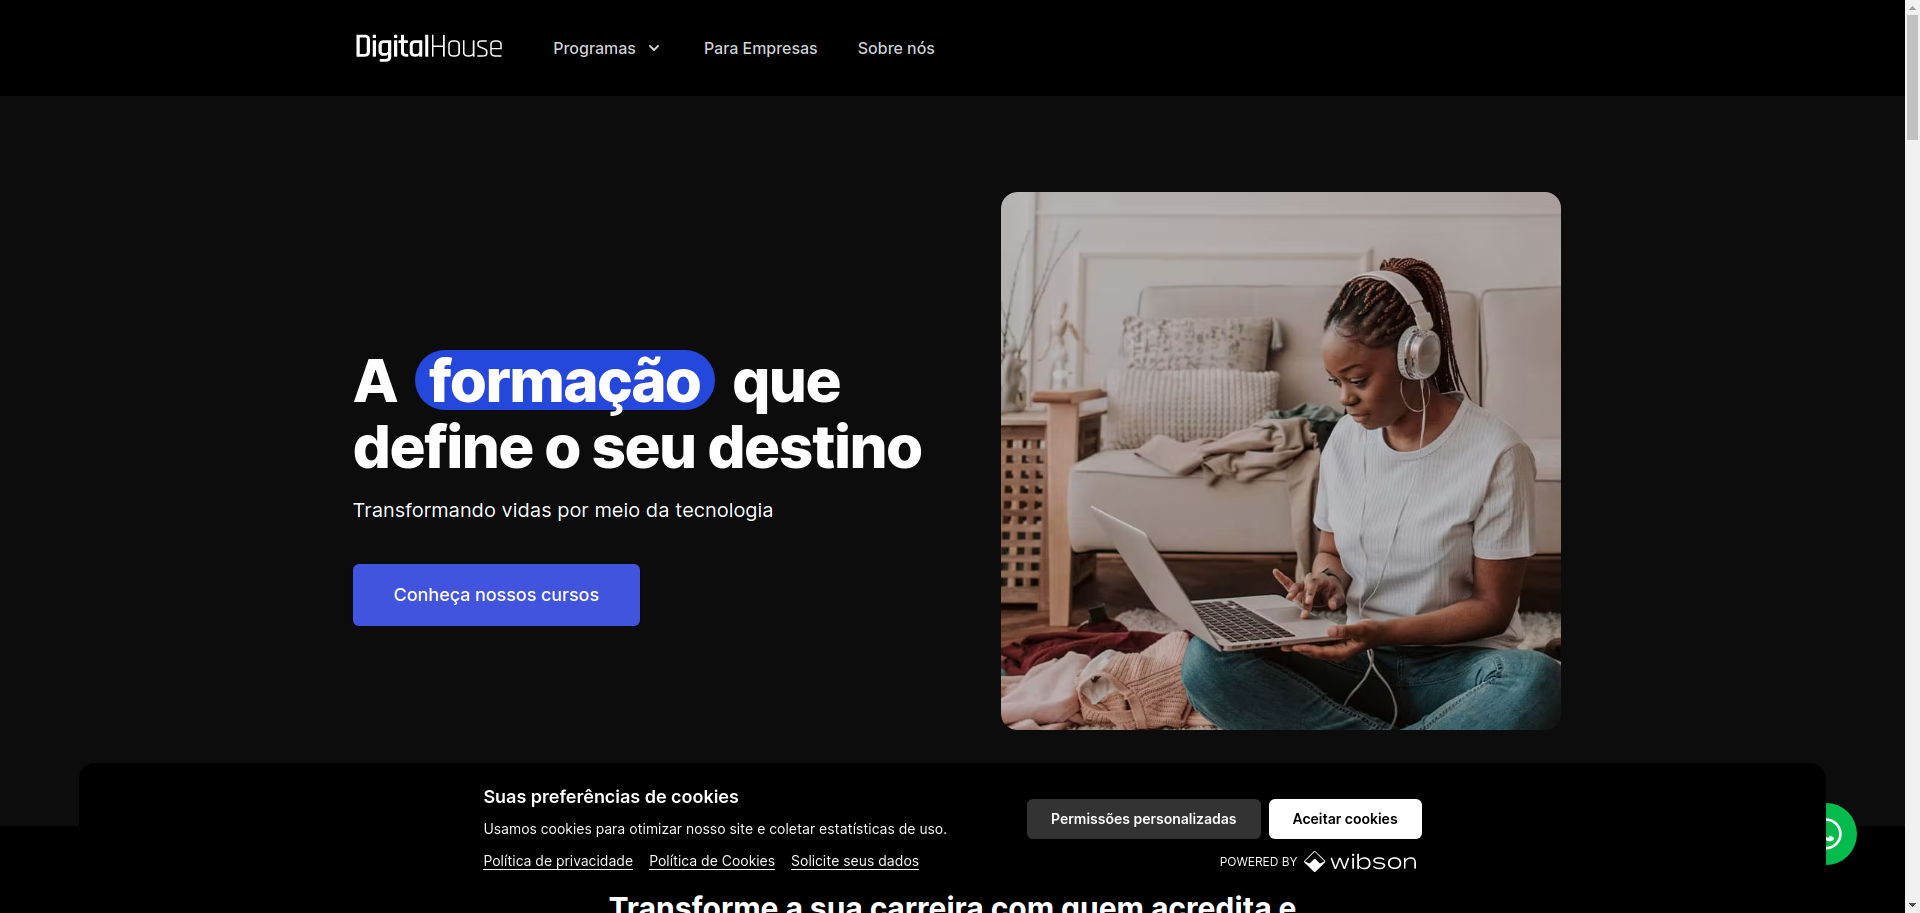 DigitalHouse
Programas
Para Empresas
Sobre nós
A formação que
define o seu destino
Transformando vidas por meio da tecnologia
Conheça nossos cursos
Suas preferências de cookies
Usamos cookies para otimizar nosso site e coletar estatísticas de uso.
Política de privacidade
Política de Cookies
Solicite seus dados
Permissões personalizadas
Aceitar cookies
POWERED BY wibson
Transforme a sua carreira com quem acredita e